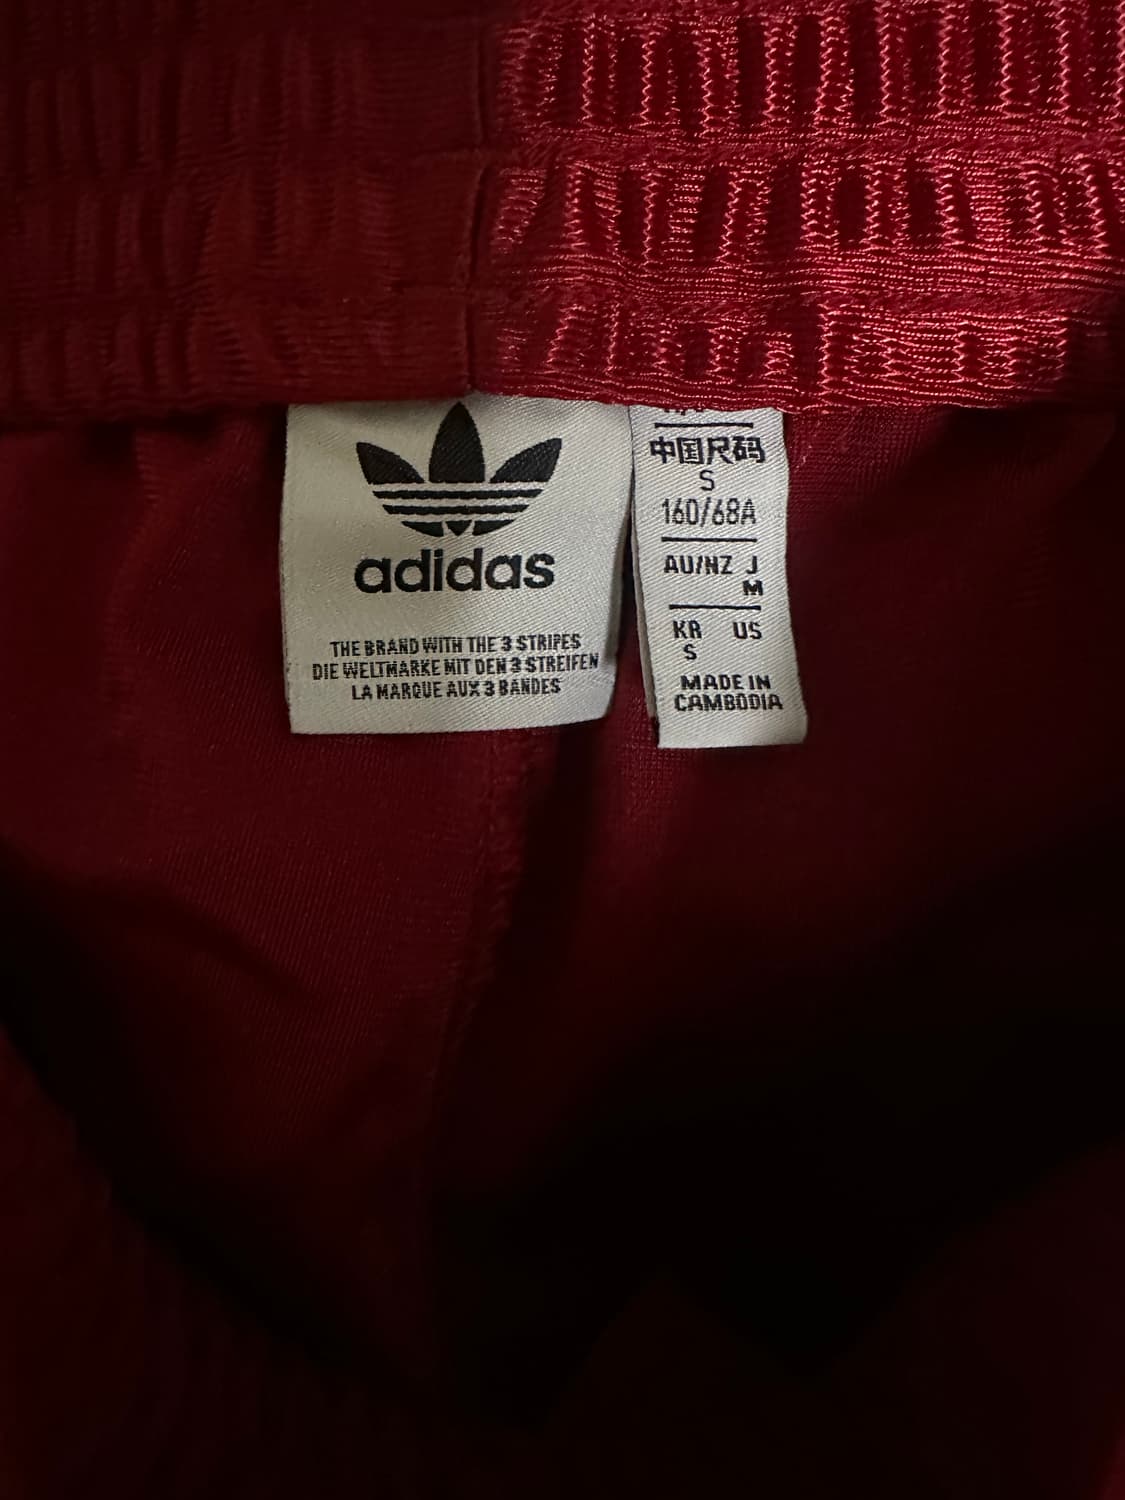 adidas
THE BRAND WITH THE 3 STRIPES
DIE WELTMARKE MIT DEN 3 STREIFEN
LA MARQUE AUX 3 BANDES
中国尺码
S
160/68A
AU/NZ J
M
KR US
S
MADE IN
CAMBODIA